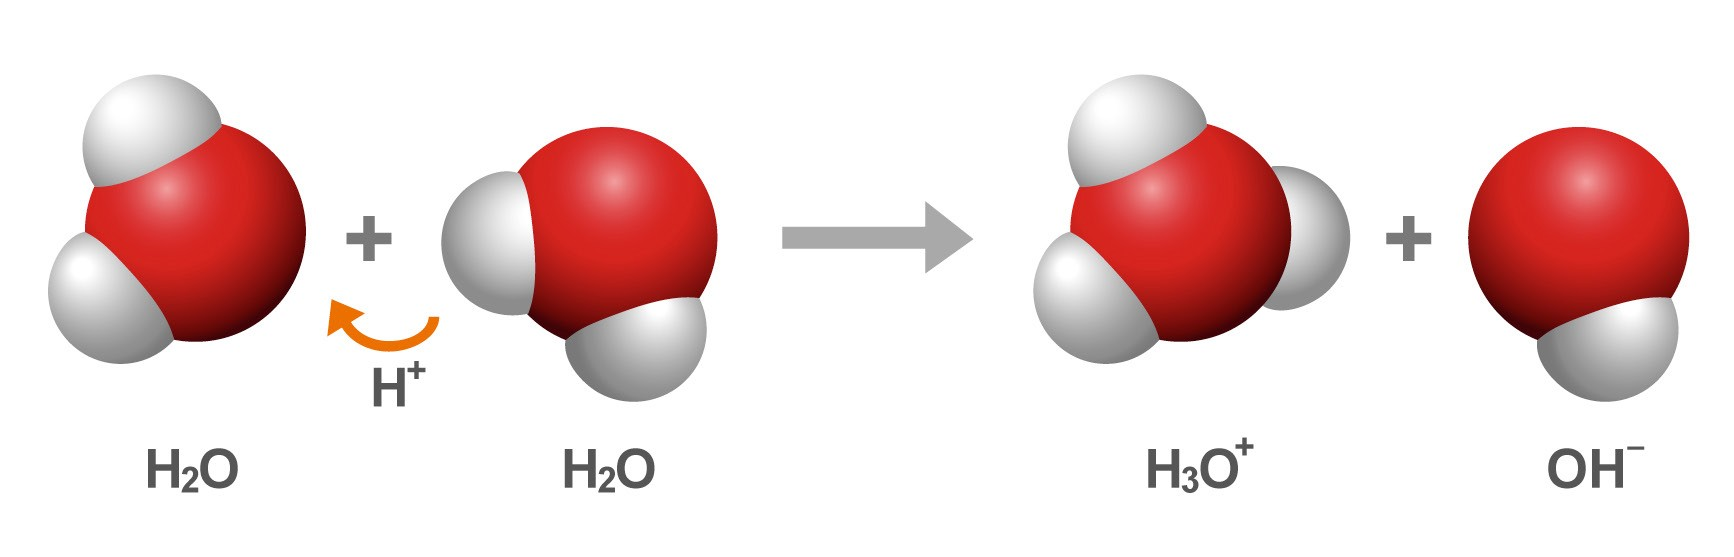 +
H⁺
+
H₂O
H₂O
H₃O⁺
OH⁻